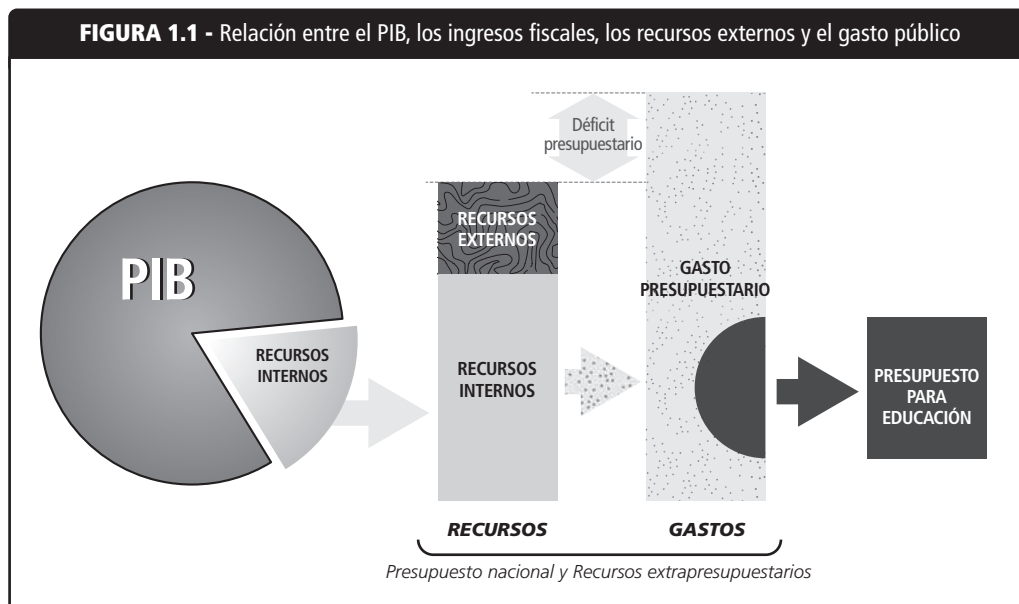 FIGURA 1.1 - Relación entre el PIB, los ingresos fiscales, los recursos externos y el gasto público
Déficit
presupuestario
RECURSOS
EXTERNOS
PIB
GASTO
PRESUPUESTARIO
RECURSOS
INTERNOS
RECURSOS
INTERNOS
PRESUPUESTO
PARA
EDUCACIÓN
RECURSOS
GASTOS
Presupuesto nacional y Recursos extrapresupuestarios